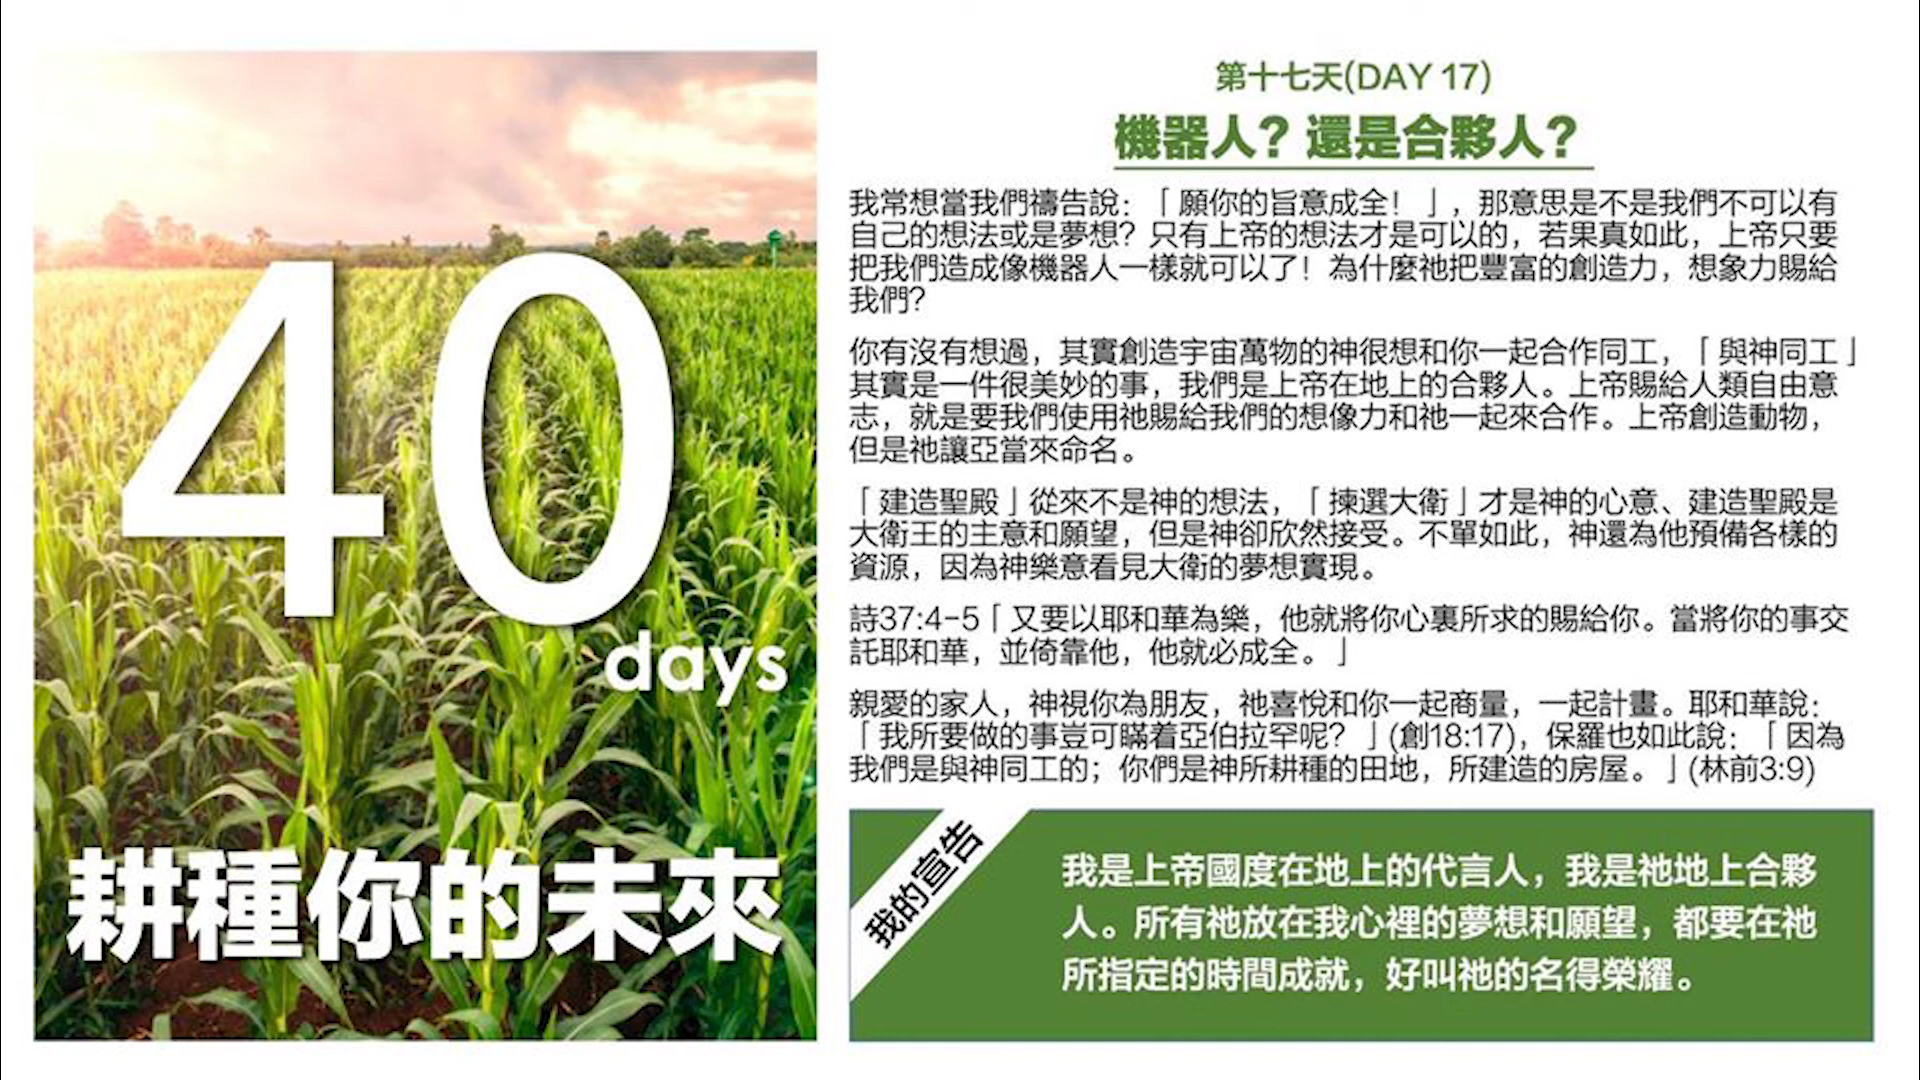 40
days
耕種你的未來
第十七天(DAY 17)
機器人？還是合夥人？
我常想當我們禱告說：「願你的旨意成全！」，那意思是不是我們不可以有
自己的想法或是夢想？只有上帝的想法才是可以的，若果真如此，上帝只要
把我們造成像機器人一樣就可以了！為什麼祂把豐富的創造力，想象力賜給
我們？
你有沒有想過，其實創造宇宙萬物的神很想和你一起合作同工，「與神同工」
其實是一件很美妙的事，我們是上帝在地上的合夥人。上帝賜給人類自由意
志，就是要我們使用祂賜給我們的想像力和祂一起來合作。上帝創造動物，
但是祂讓亞當來命名。
「建造聖殿」從來不是神的想法，「揀選大衛」才是神的心意、建造聖殿是
大衛王的主意和願望，但是神卻欣然接受。不單如此，神還為他預備各樣的
資源，因為神樂意看見大衛的夢想實現。
詩37:4-5「又要以耶和華為樂，他就將你心裏所求的賜給你。當將你的事交
託耶和華，並倚靠他，他就必成全。」
親愛的家人，神視你為朋友，祂喜悅和你一起商量，一起計畫。耶和華說：
「我所要做的事豈可瞞着亞伯拉罕呢？」(創18:17)，保羅也如此說：「因為
我們是與神同工的；你們是神所耕種的田地，所建造的房屋。」(林前3:9)
我的宣告
我是上帝國度在地上的代言人，我是祂地上合夥
人。所有祂放在我心裡的夢想和願望，都要在祂
所指定的時間成就，好叫祂的名得榮耀。